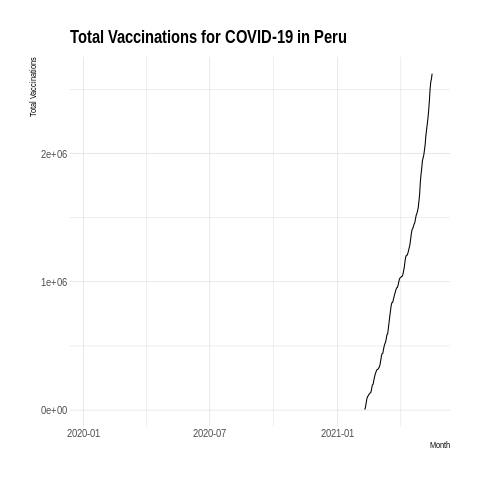 Total Vaccinations for COVID-19 in Peru
Total Vaccinations
2e+06
1e+06
0e+00
2020-01
2020-07
2021-01
Month